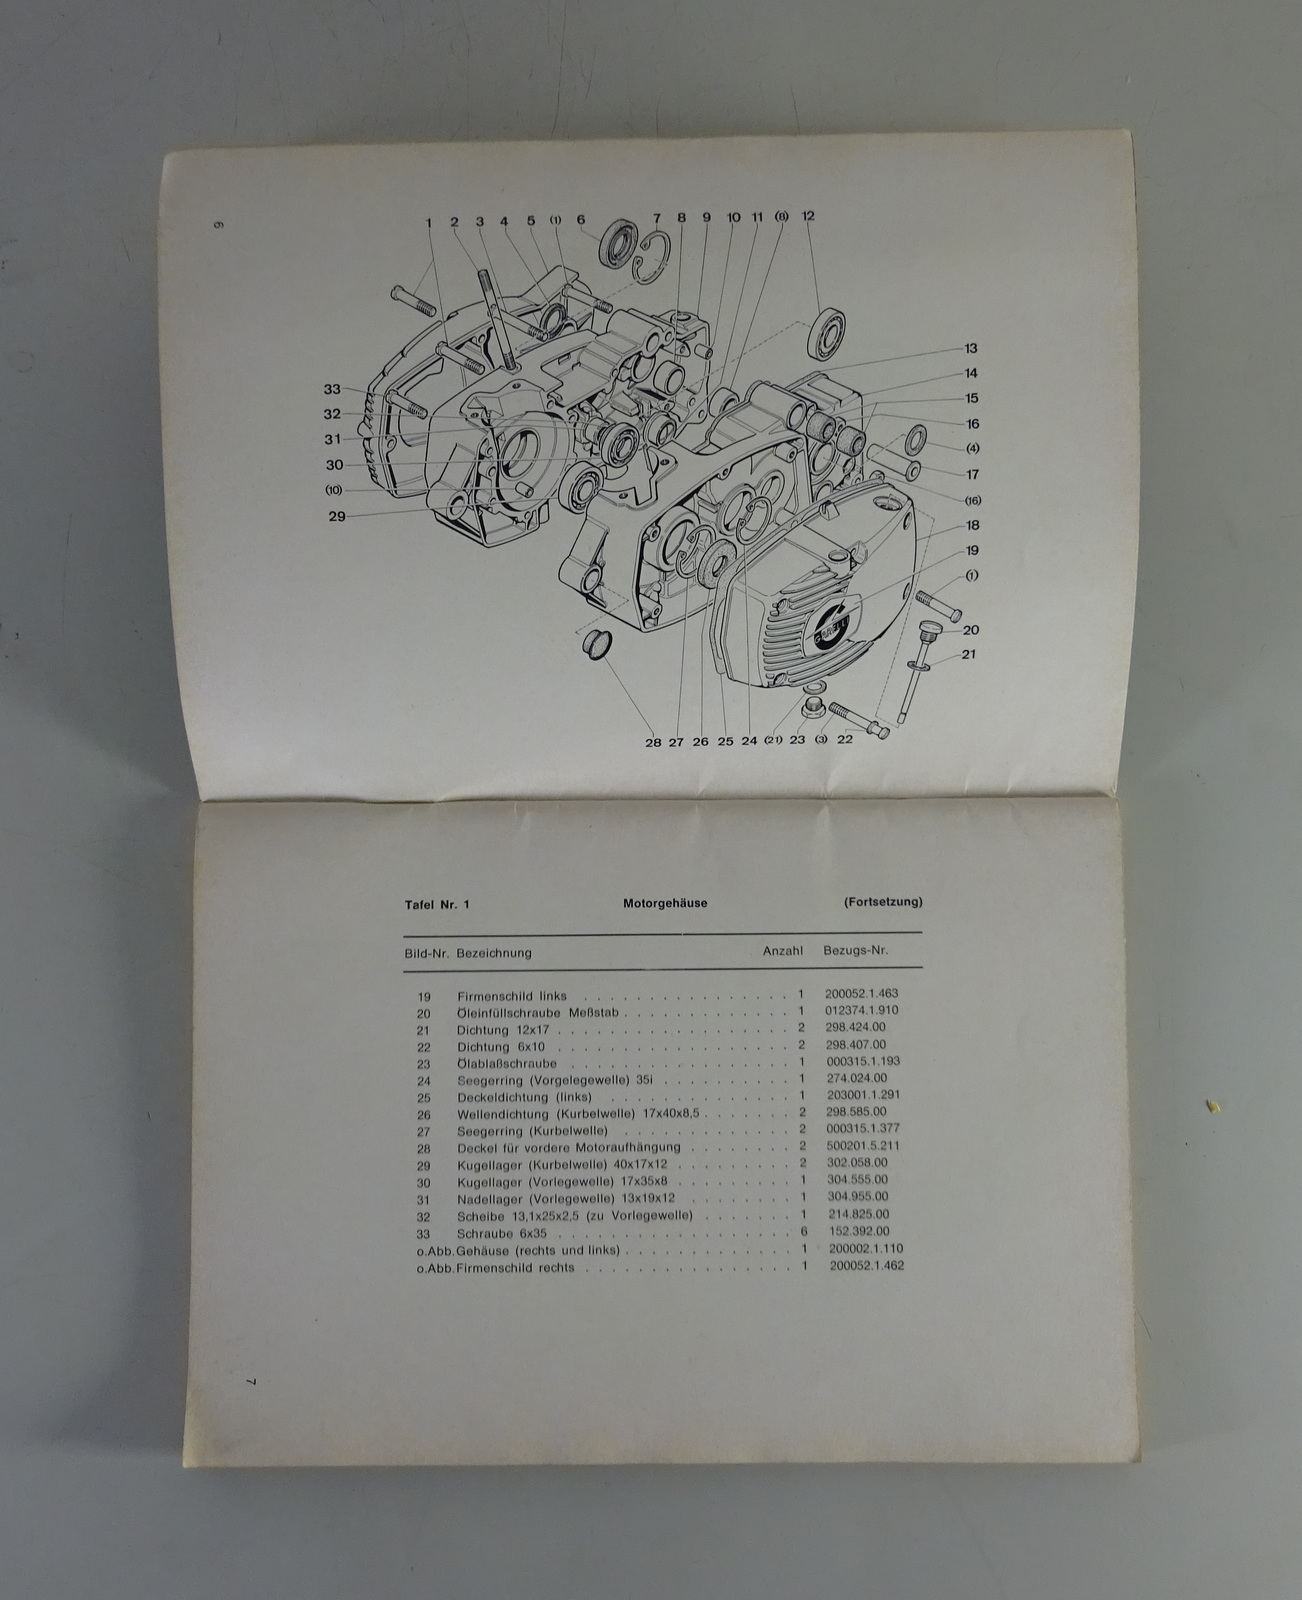 6
1 2 3 4 5 (1) 6 7 8 9 10 11 (8) 12
13
14
15
16
(4)
17
(16)
18
19
(1)
20
21
33
32
31
30
(10)
29
GARELLI
28 27 26 25 24 (21) 23 (3) 22
Tafel Nr. 1 Motorgehäuse (Fortsetzung)
Bild-Nr. Bezeichnung Anzahl Bezugs-Nr.
19 Firmenschild links . . . . . . . . . . . . . . . . 1 200052.1.463
20 Öleinfüllschraube Meßstab . . . . . . . . . . . . . 1 012374.1.910
21 Dichtung 12x17 . . . . . . . . . . . . . . . . . . 2 298.424.00
22 Dichtung 6x10 . . . . . . . . . . . . . . . . . . 2 298.407.00
23 Ölablaßschraube . . . . . . . . . . . . . . . . . 1 000315.1.193
24 Seegerring (Vorgelegewelle) 35i . . . . . . . . . . 1 274.024.00
25 Deckeldichtung (links) . . . . . . . . . . . . . . 1 203001.1.291
26 Wellendichtung (Kurbelwelle) 17x40x8,5 . . . . . . . 2 298.585.00
27 Seegerring (Kurbelwelle) . . . . . . . . . . . . . 2 000315.1.377
28 Deckel für vordere Motoraufhängung . . . . . . . . 2 500201.5.211
29 Kugellager (Kurbelwelle) 40x17x12 . . . . . . . . . 2 302.058.00
30 Kugellager (Vorlegewelle) 17x35x8 . . . . . . . . . 1 304.555.00
31 Nadellager (Vorlegewelle) 13x19x12 . . . . . . . . 1 304.955.00
32 Scheibe 13,1x25x2,5 (zu Vorlegewelle) . . . . . . . 1 214.825.00
33 Schraube 6x35 . . . . . . . . . . . . . . . . . . 6 152.392.00
o.Abb. Gehäuse (rechts und links) . . . . . . . . . . . . . 1 200002.1.110
o.Abb. Firmenschild rechts . . . . . . . . . . . . . . . . 1 200052.1.462
7